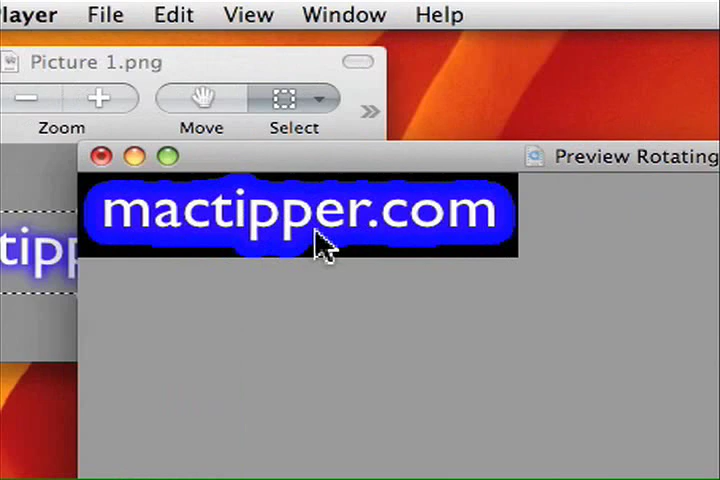 layer File Edit View Window Help
Picture 1.png
Zoom Move Select
Preview Rotating
mactipper.com
tipp